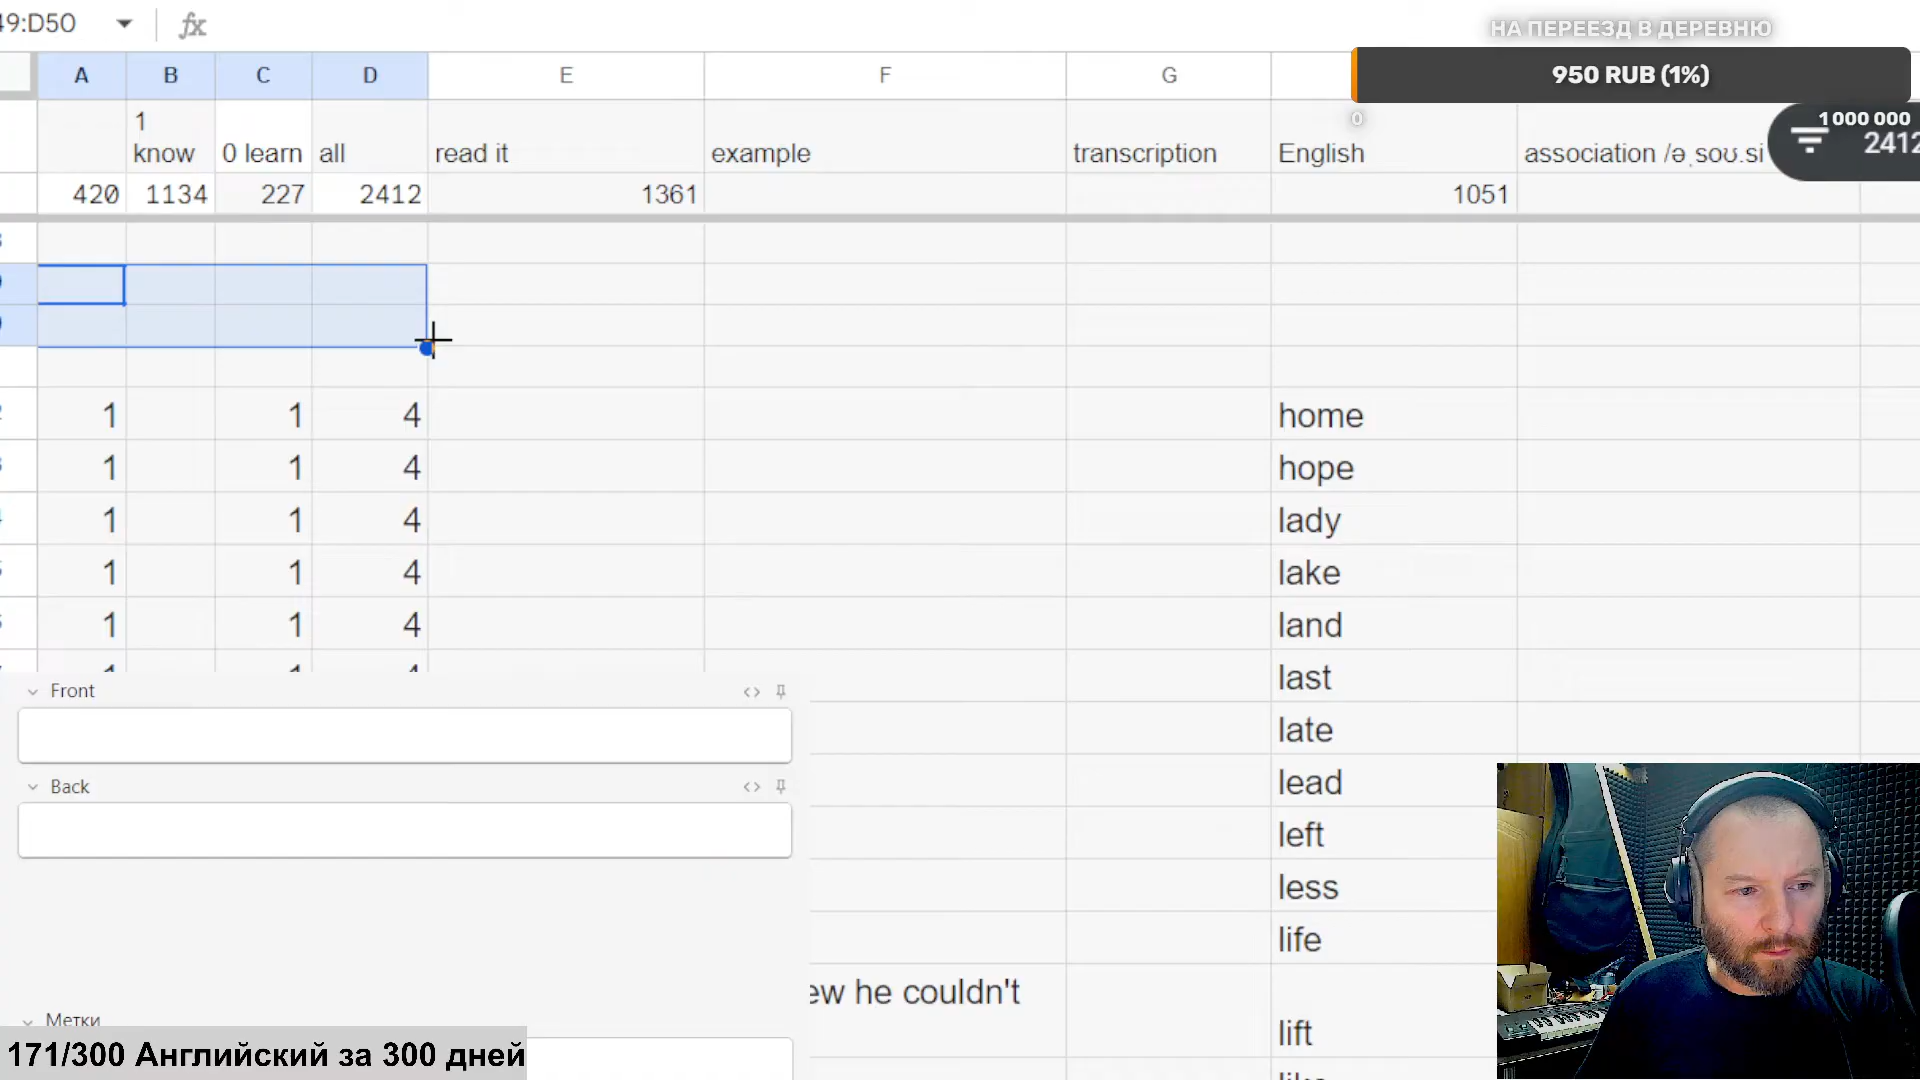 49:D50 fx
НА ПЕРЕЕЗД В ДЕРЕВНЮ
950 RUB (1%)
0 1 000 000
2412
A B C D E F G
1 know 0 learn all read it example transcription English association /əˌsoʊ.si
420 1134 227 2412 1361 1051
1 1 4 home
1 1 4 hope
1 1 4 lady
1 1 4 lake
1 1 4 land
last
late
lead
left
less
life
ew he couldn't
lift
Front
Back
Метки
171/300 Английский за 300 дней